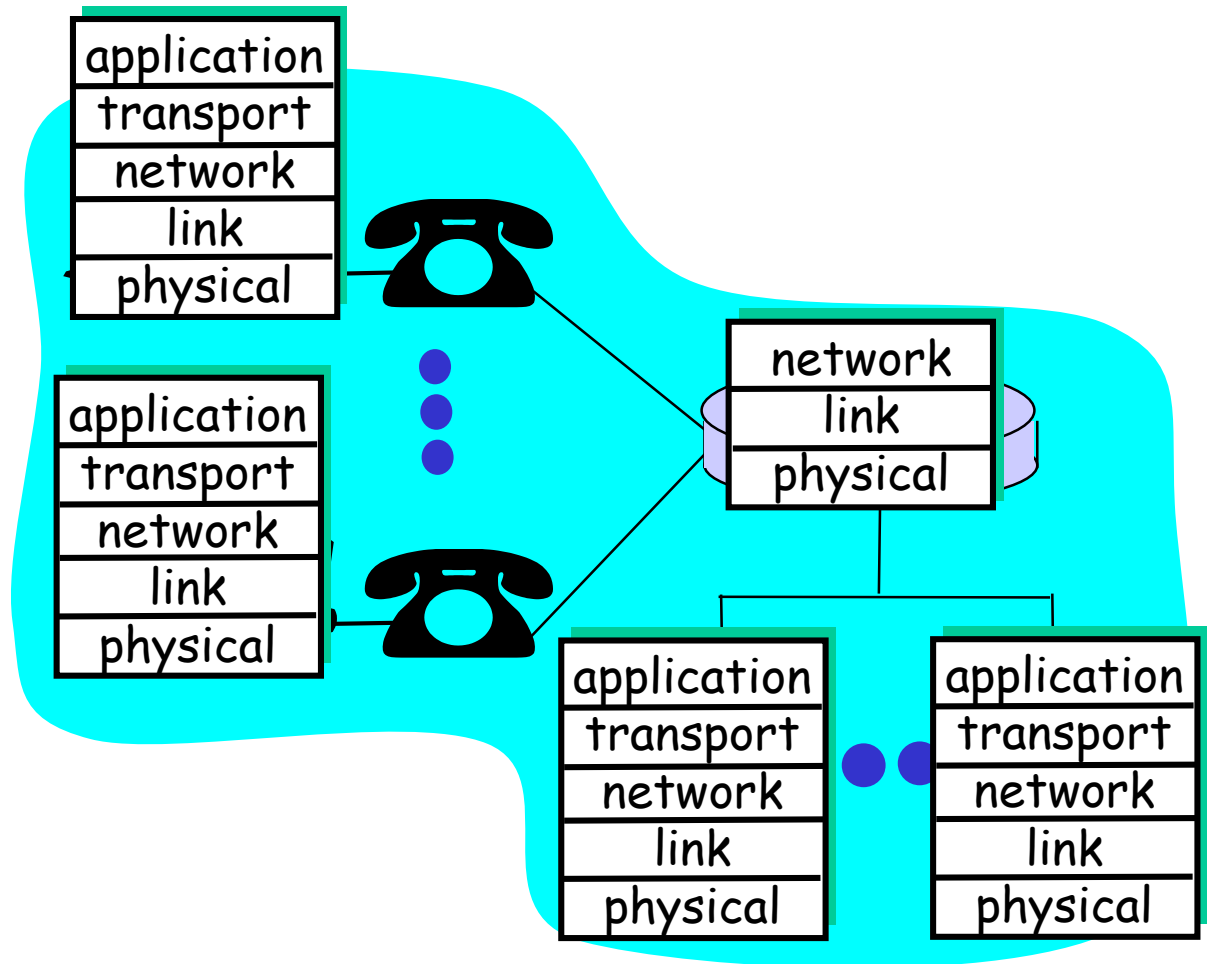 application
transport
network
link
physical
application
transport
network
link
physical
network
link
physical
application
transport
network
link
physical
application
transport
network
link
physical